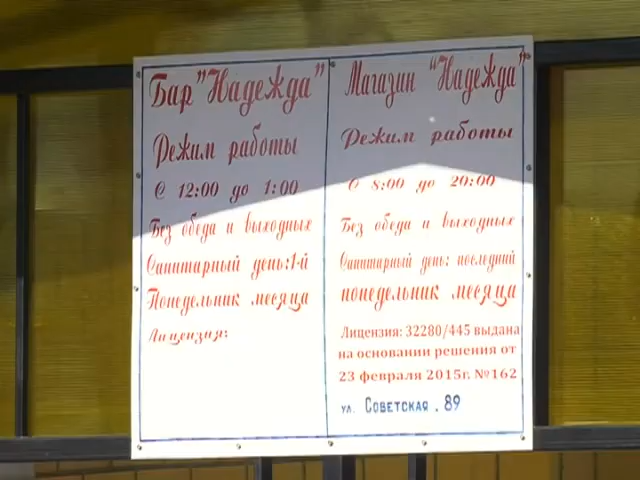 Бар "Надежда"
Режим работы
С 12:00 до 1:00
Без обеда и выходных
Санитарный день:1-й
Понедельник месяца
Лицензия:
Магазин "Надежда"
Режим работы
С 8:00 до 20:00
Без обеда и выходных
Санитарный день: последний
понедельник месяца
Лицензия: 32280/445 выдана
на основании решения от
23 февраля 2015г. №162
ул. Советская . 89